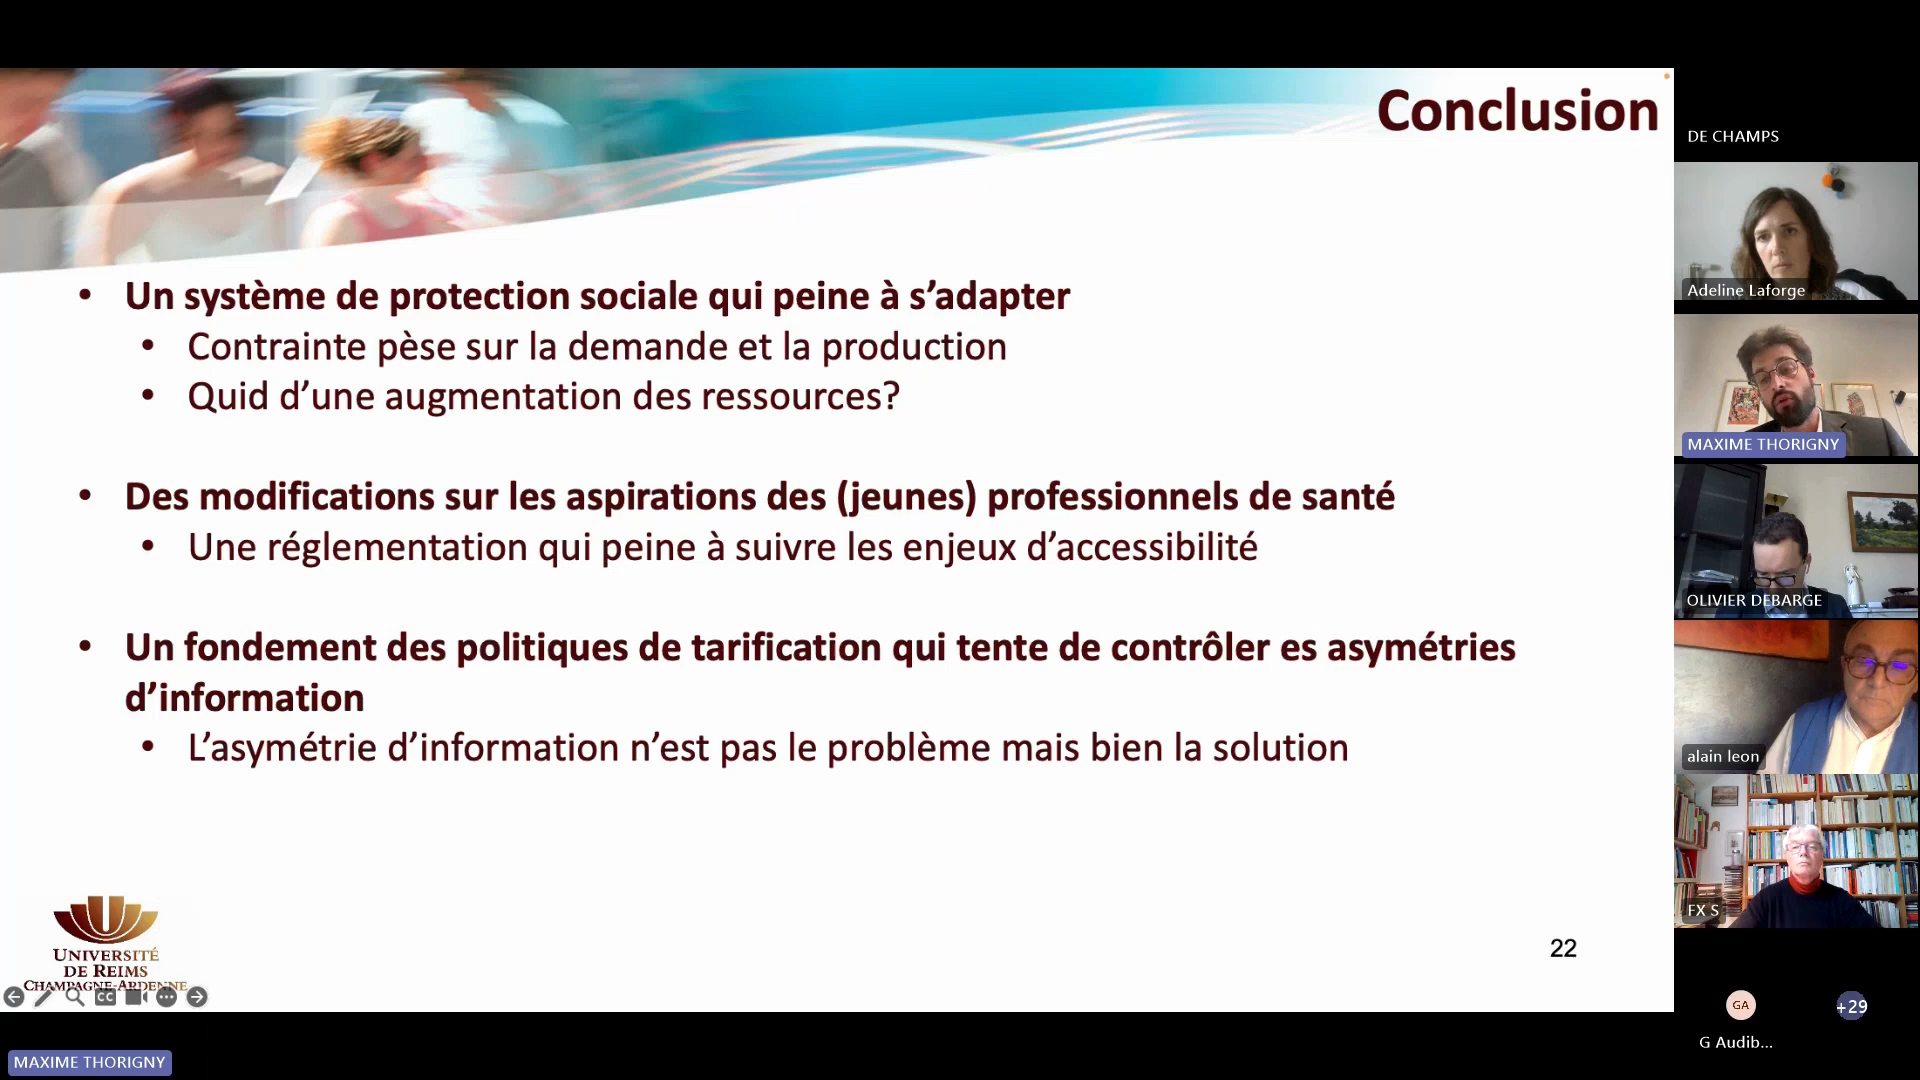 Conclusion
• Un système de protection sociale qui peine à s’adapter
• Contrainte pèse sur la demande et la production
• Quid d’une augmentation des ressources?
• Des modifications sur les aspirations des (jeunes) professionnels de santé
• Une réglementation qui peine à suivre les enjeux d’accessibilité
• Un fondement des politiques de tarification qui tente de contrôler es asymétries
d’information
• L’asymétrie d’information n’est pas le problème mais bien la solution
UNIVERSITÉ
DE REIMS
CHAMPAGNE-ARDENNE
CC
22
MAXIME THORIGNY
DE CHAMPS
Adeline Laforge
MAXIME THORIGNY
OLIVIER DEBARGE
alain leon
FX S
GA
+29
G Audib...